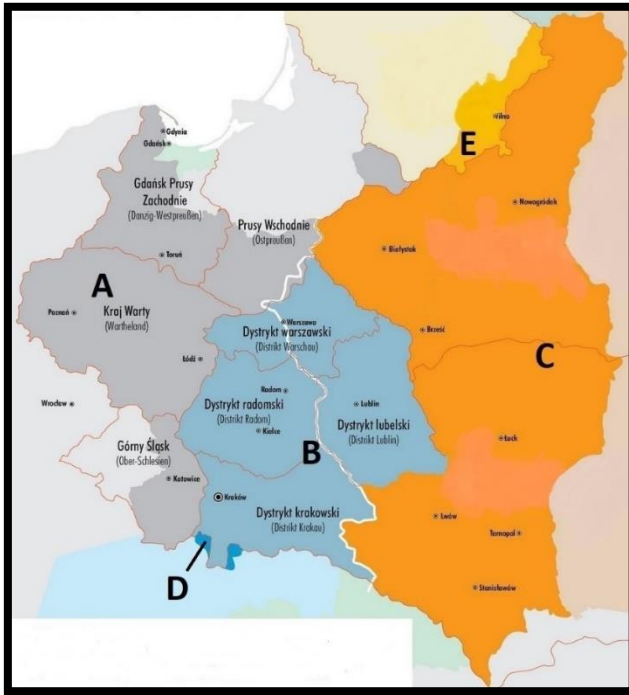 Gdynia
Gdańsk
Gdańsk Prusy
Zachodnie
(Danzig-Westpreußen)
Toruń
Prusy Wschodnie
(Ostpreußen)
E
Vilna
Nowogródek
Białystok
A
Poznań
Kraj Warty
(Wartheland)
Łódź
Wrocław
Warszawa
Dystrykt warszawski
(Distrikt Warschau)
Brześć
C
Radom
Dystrykt radomski
(Distrikt Radom)
Kielce
Lublin
Dystrykt lubelski
(Distrikt Lublin)
Łuck
Górny Śląsk
(Ober-Schlesien)
Katowice
B
Kraków
Dystrykt krakowski
(Distrikt Krakau)
Lwów
Tarnopol
Stanisławów
D